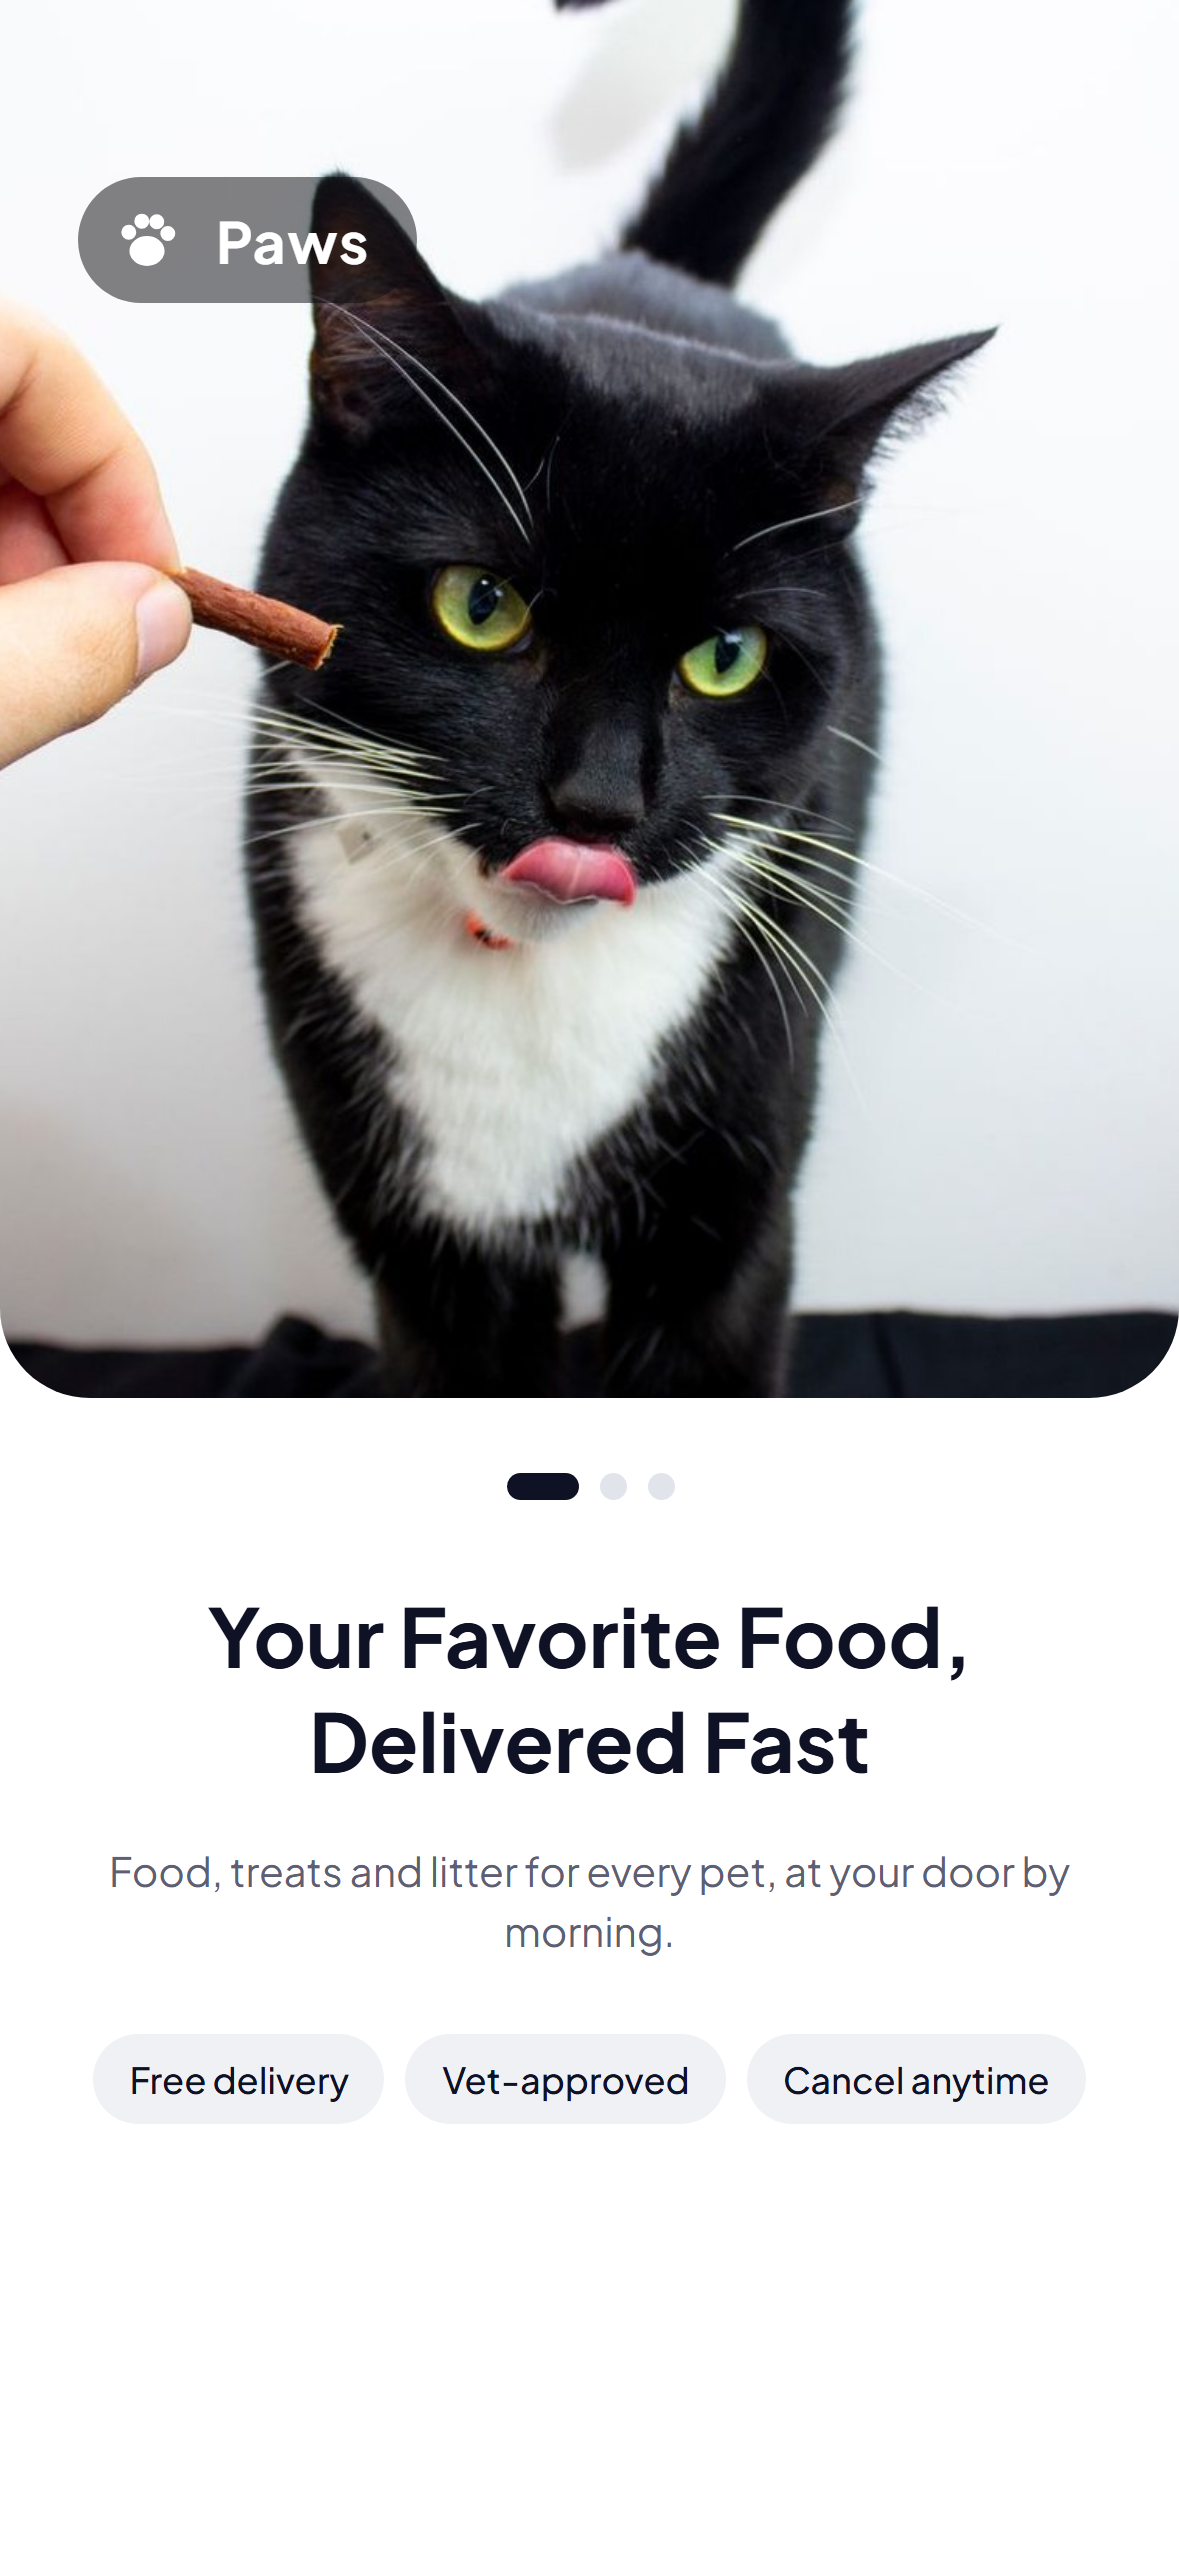 Paws
Your Favorite Food,
Delivered Fast
Food, treats and litter for every pet, at your door by
morning.
Free delivery
Vet-approved
Cancel anytime